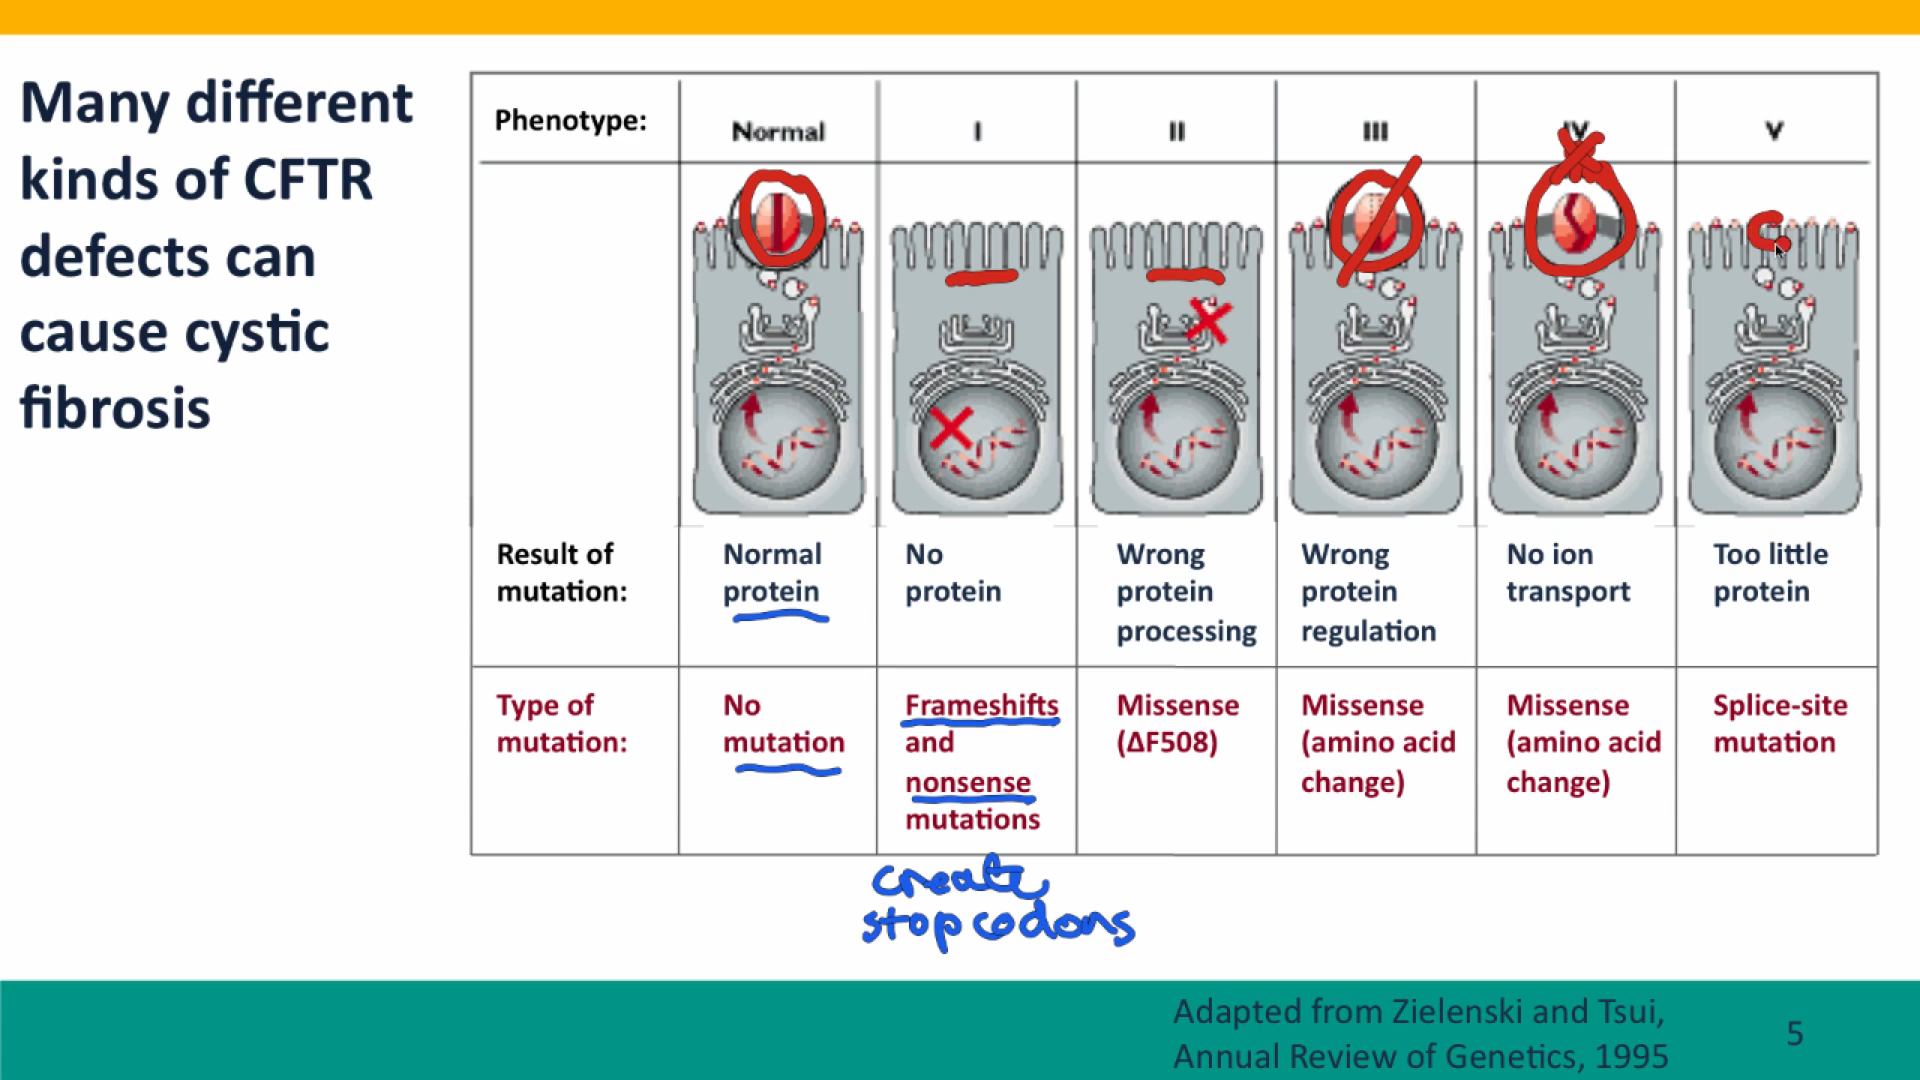 Many different
kinds of CFTR
defects can
cause cystic
fibrosis
Phenotype:
Normal
I
II
III
IV
V
Result of
mutation:
Normal
protein
No
protein
Wrong
protein
processing
Wrong
protein
regulation
No ion
transport
Too little
protein
Type of
mutation:
No
mutation
Frameshifts
and
nonsense
mutations
Missense
(ΔF508)
Missense
(amino acid
change)
Missense
(amino acid
change)
Splice-site
mutation
create
stop codons
Adapted from Zielenski and Tsui,
Annual Review of Genetics, 1995
5